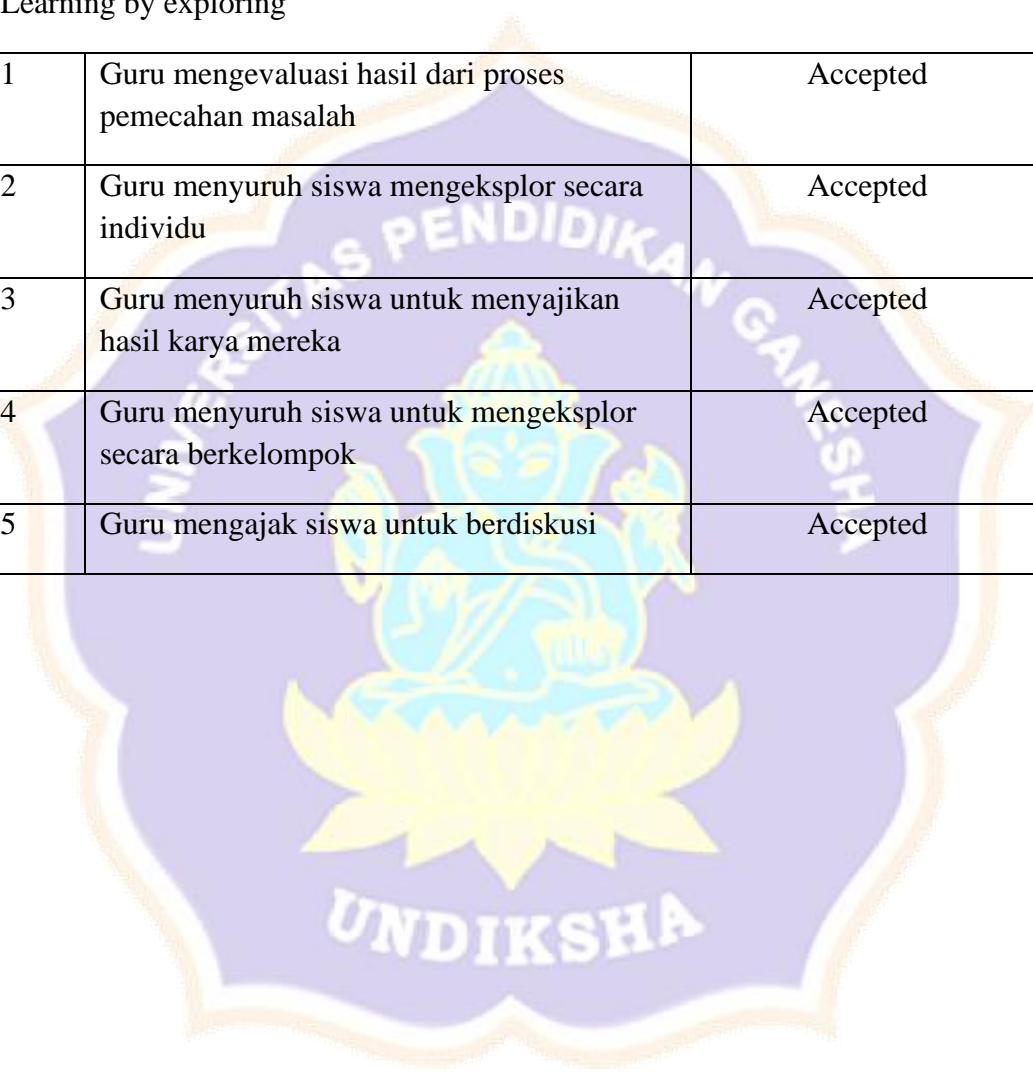 Learning by exploring
1 Guru mengevaluasi hasil dari proses Accepted
pemecahan masalah
2 Guru menyuruh siswa mengeksplor secara Accepted
individu
3 Guru menyuruh siswa untuk menyajikan Accepted
hasil karya mereka
4 Guru menyuruh siswa untuk mengeksplor Accepted
secara berkelompok
5 Guru mengajak siswa untuk berdiskusi Accepted
UNIVERSITAS PENDIDIKAN GANESHA
UNDIKSHA